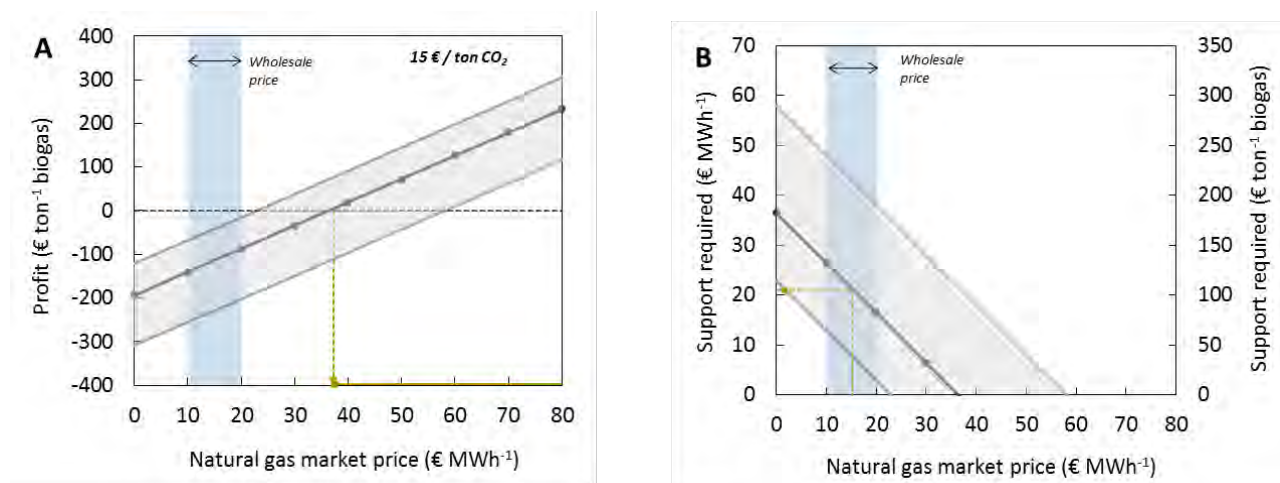 A
15 € / ton CO₂
Wholesale
price
Profit (€ ton⁻¹ biogas)
400
300
200
100
0
-100
-200
-300
-400
0 10 20 30 40 50 60 70 80
Natural gas market price (€ MWh⁻¹)
B
Wholesale
price
Support required (€ MWh⁻¹)
70
60
50
40
30
20
10
0
350
300
250
200
150
100
50
0
Support required (€ ton⁻¹ biogas)
0 10 20 30 40 50 60 70 80
Natural gas market price (€ MWh⁻¹)